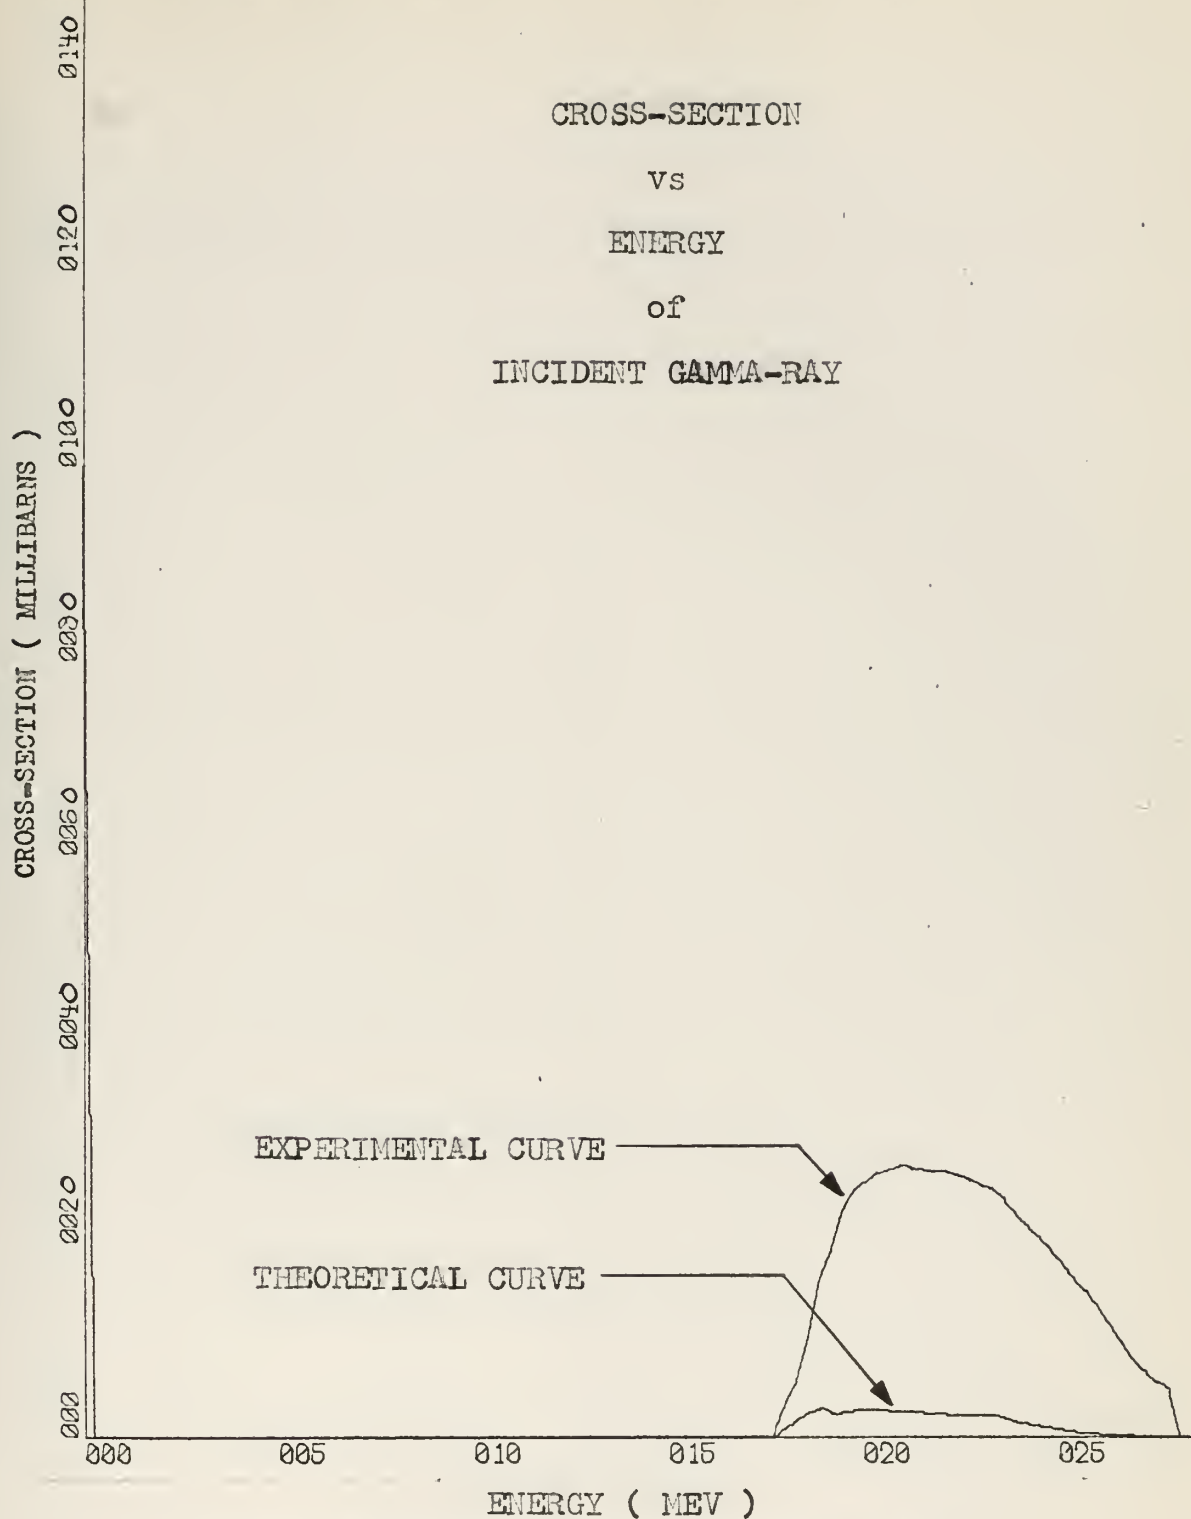 CROSS-SECTION
vs
ENERGY
of
INCIDENT GAMMA-RAY
CROSS-SECTION ( MILLIBARNS )
0140
0120
0100
0080
0060
0040
0020
000
EXPERIMENTAL CURVE
THEORETICAL CURVE
000 005 010 015 020 025
ENERGY ( MEV )